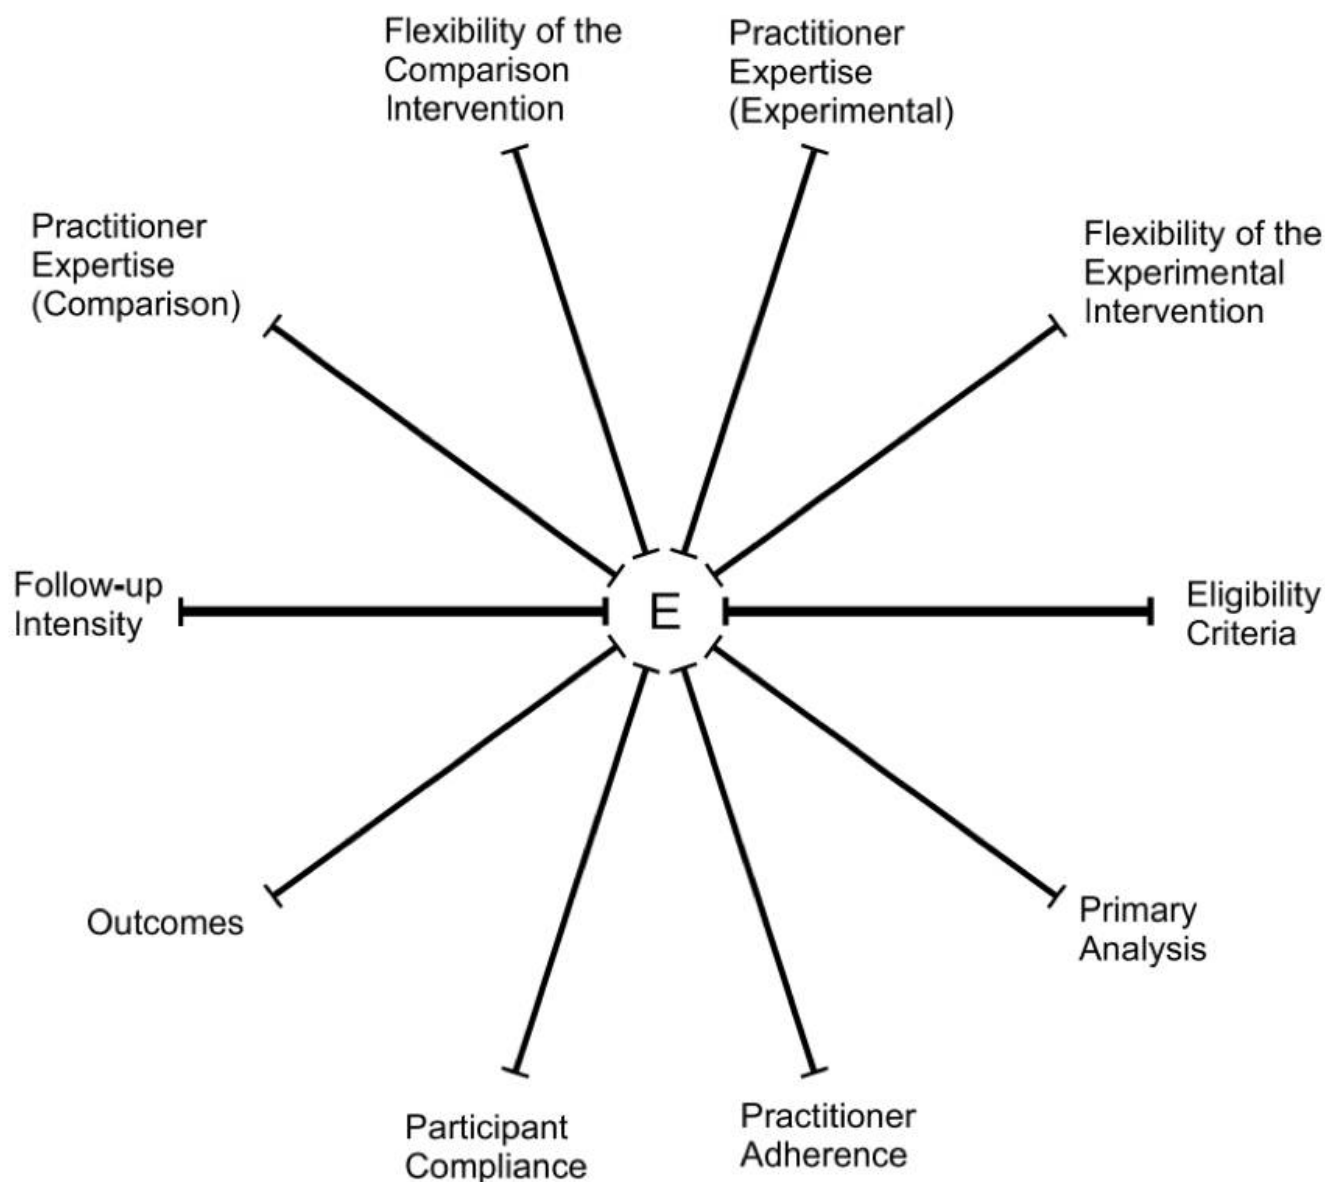 Flexibility of the
Comparison
Intervention
Practitioner
Expertise
(Experimental)
Practitioner
Expertise
(Comparison)
Flexibility of the
Experimental
Intervention
Follow-up
Intensity
E
Eligibility
Criteria
Outcomes
Primary
Analysis
Participant
Compliance
Practitioner
Adherence